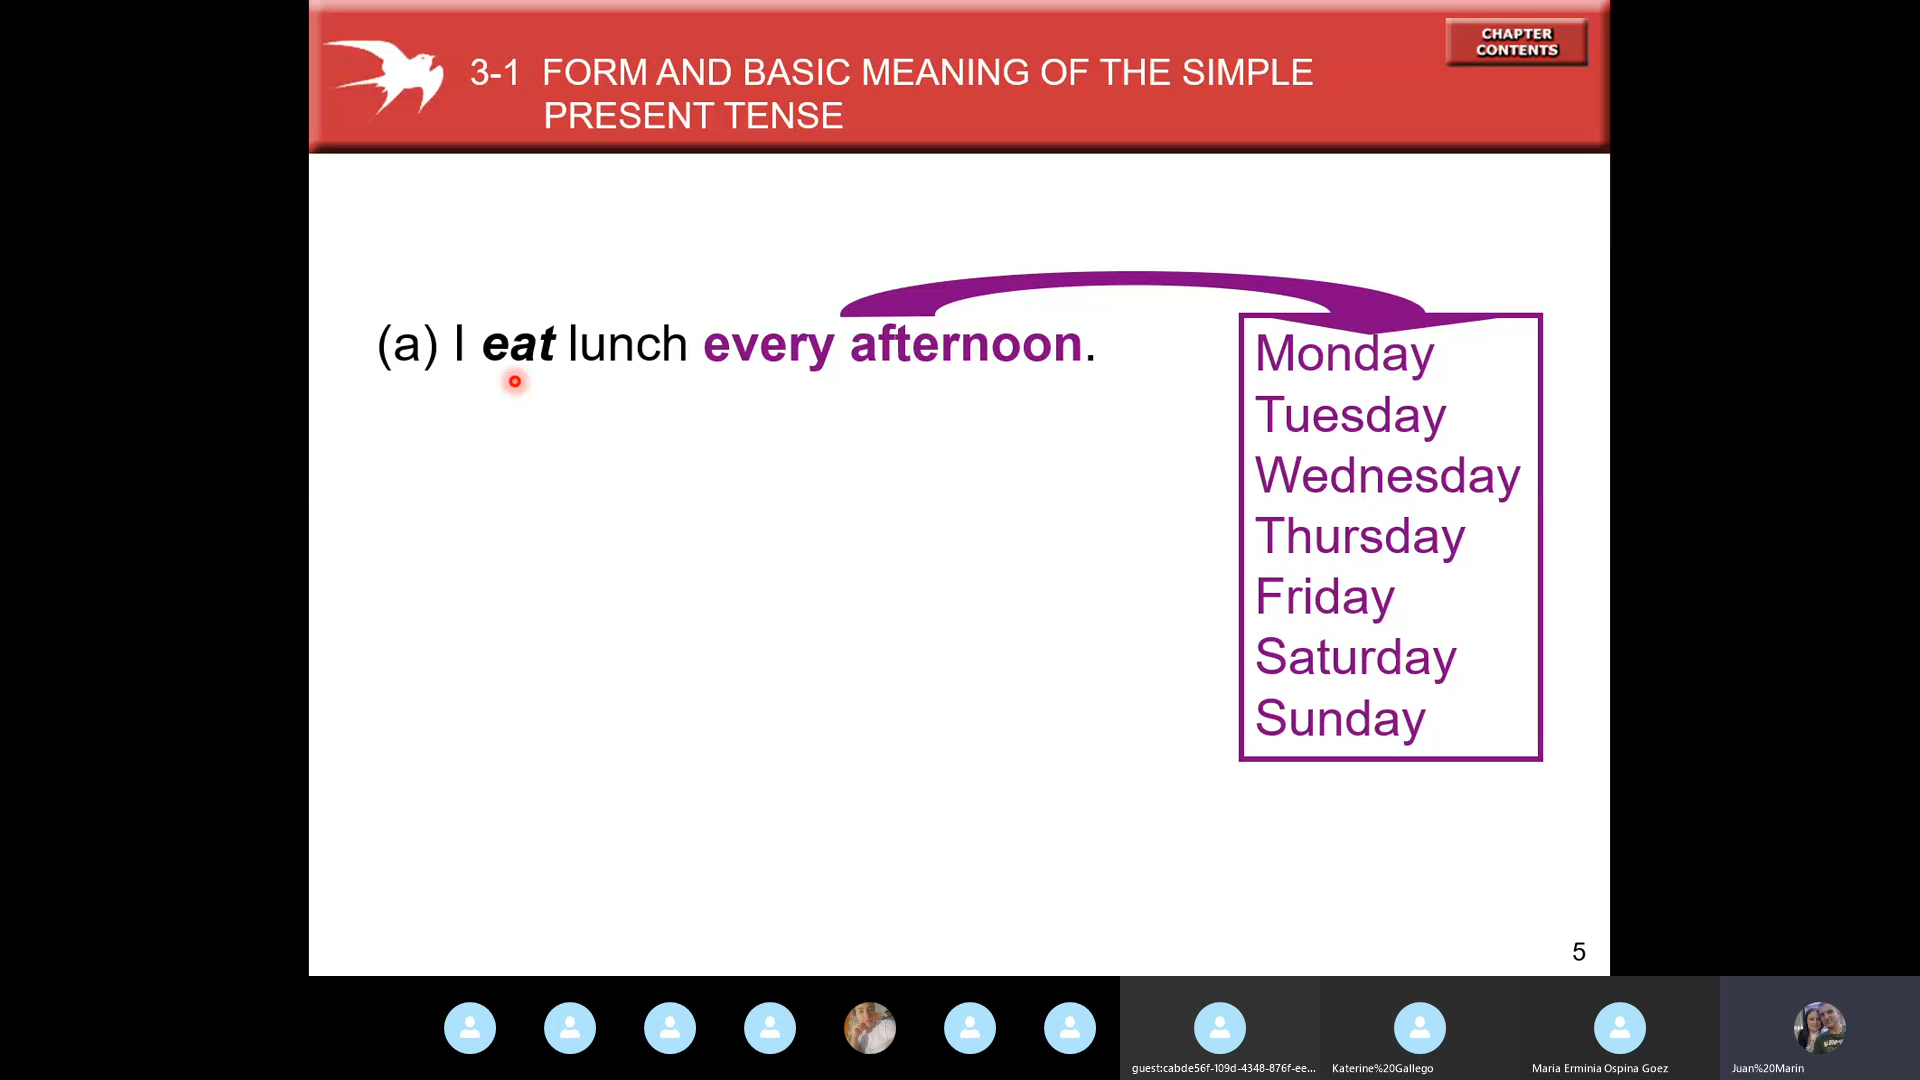 CHAPTER
CONTENTS
3-1 FORM AND BASIC MEANING OF THE SIMPLE
PRESENT TENSE
(a) I eat lunch every afternoon.
Monday
Tuesday
Wednesday
Thursday
Friday
Saturday
Sunday
5
guest:cabde56f-109d-4348-876f-ee...
Katerine%20Gallego
Maria Erminia Ospina Goez
Juan%20Marin